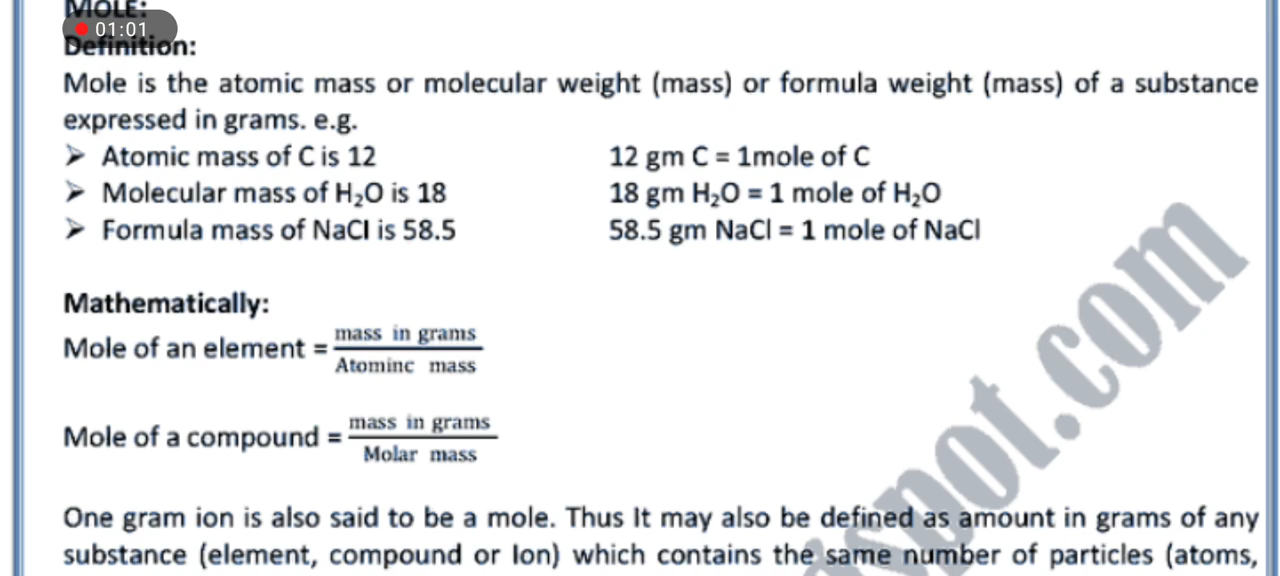 MOLE:
01:01
Definition:
Mole is the atomic mass or molecular weight (mass) or formula weight (mass) of a substance
expressed in grams. e.g.
➢ Atomic mass of C is 12 12 gm C = 1mole of C
➢ Molecular mass of H₂O is 18 18 gm H₂O = 1 mole of H₂O
➢ Formula mass of NaCl is 58.5 58.5 gm NaCl = 1 mole of NaCl
Mathematically:
Mole of an element = mass in grams / Atominc mass
Mole of a compound = mass in grams / Molar mass
One gram ion is also said to be a mole. Thus It may also be defined as amount in grams of any
substance (element, compound or Ion) which contains the same number of particles (atoms,
spot.com